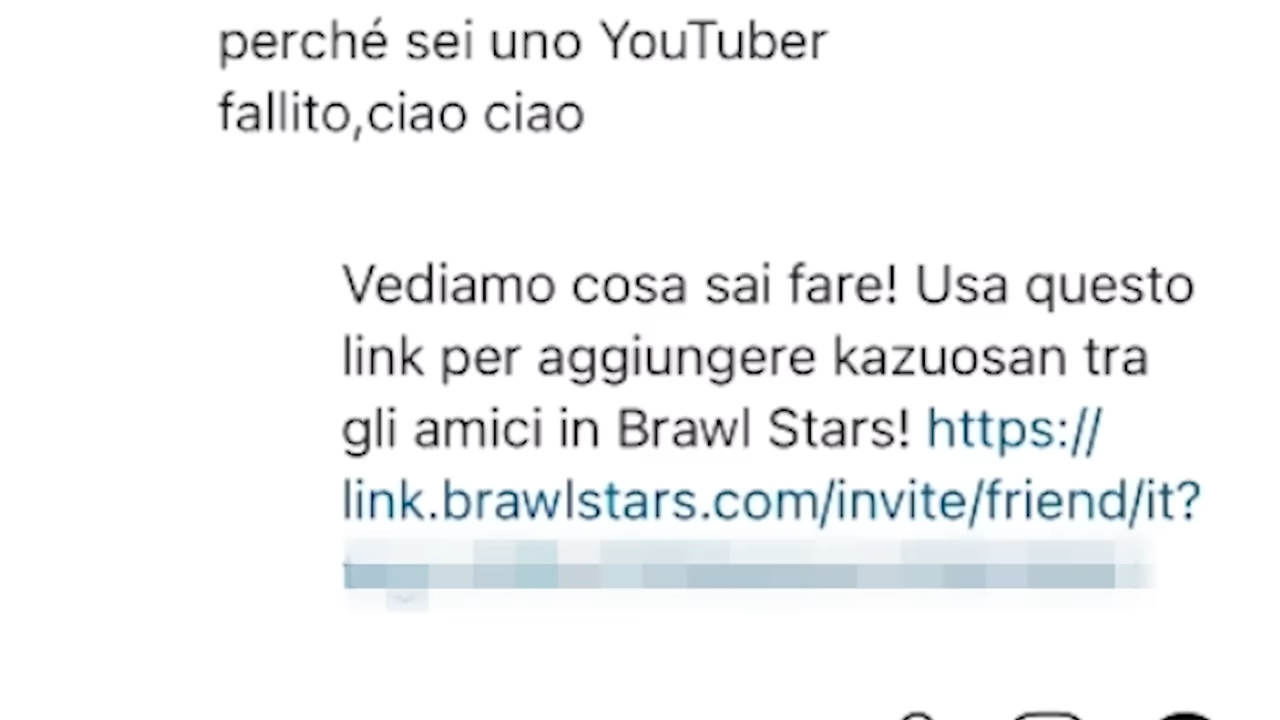 perché sei uno YouTuber
fallito,ciao ciao
Vediamo cosa sai fare! Usa questo
link per aggiungere kazuosan tra
gli amici in Brawl Stars! https://
link.brawlstars.com/invite/friend/it?